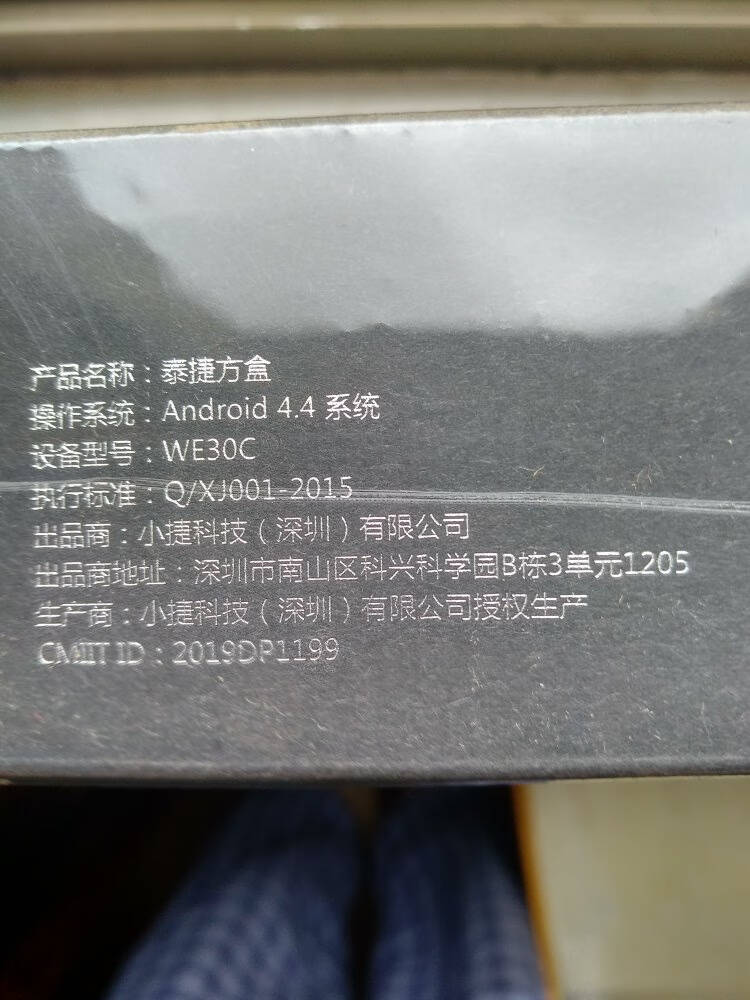 产品名称：泰捷方盒
操作系统：Android 4.4 系统
设备型号：WE30C
执行标准：Q/XJ001-2015
出品商：小捷科技（深圳）有限公司
出品商地址：深圳市南山区科兴科学园B栋3单元1205
生产商：小捷科技（深圳）有限公司授权生产
CMIIT ID：2019DP1199